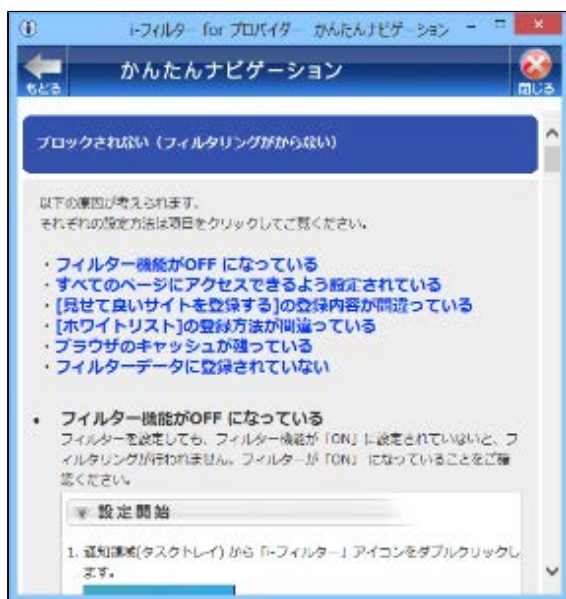 i-フィルター for プロバイダー かんたんナビゲーション
もどる
かんたんナビゲーション
閉じる
ブロックされない（フィルタリングがからない）
以下の原因が考えられます。
それぞれの設定方法は項目をクリックしてご覧ください。
・フィルター機能がOFF になっている
・すべてのページにアクセスできるよう設定されている
・[見せて良いサイトを登録する]の登録内容が間違っている
・[ホワイトリスト]の登録方法が間違っている
・ブラウザのキャッシュが残っている
・フィルターデータに登録されていない
• フィルター機能がOFF になっている
フィルターを設定しても、フィルター機能が「ON」に設定されていないと、フ
ィルタリングが行われません。フィルターが「ON」 になっていることをご確
認ください。
設定開始
1. 通知領域(タスクトレイ) から「i-フィルター」アイコンをダブルクリックし
ます。